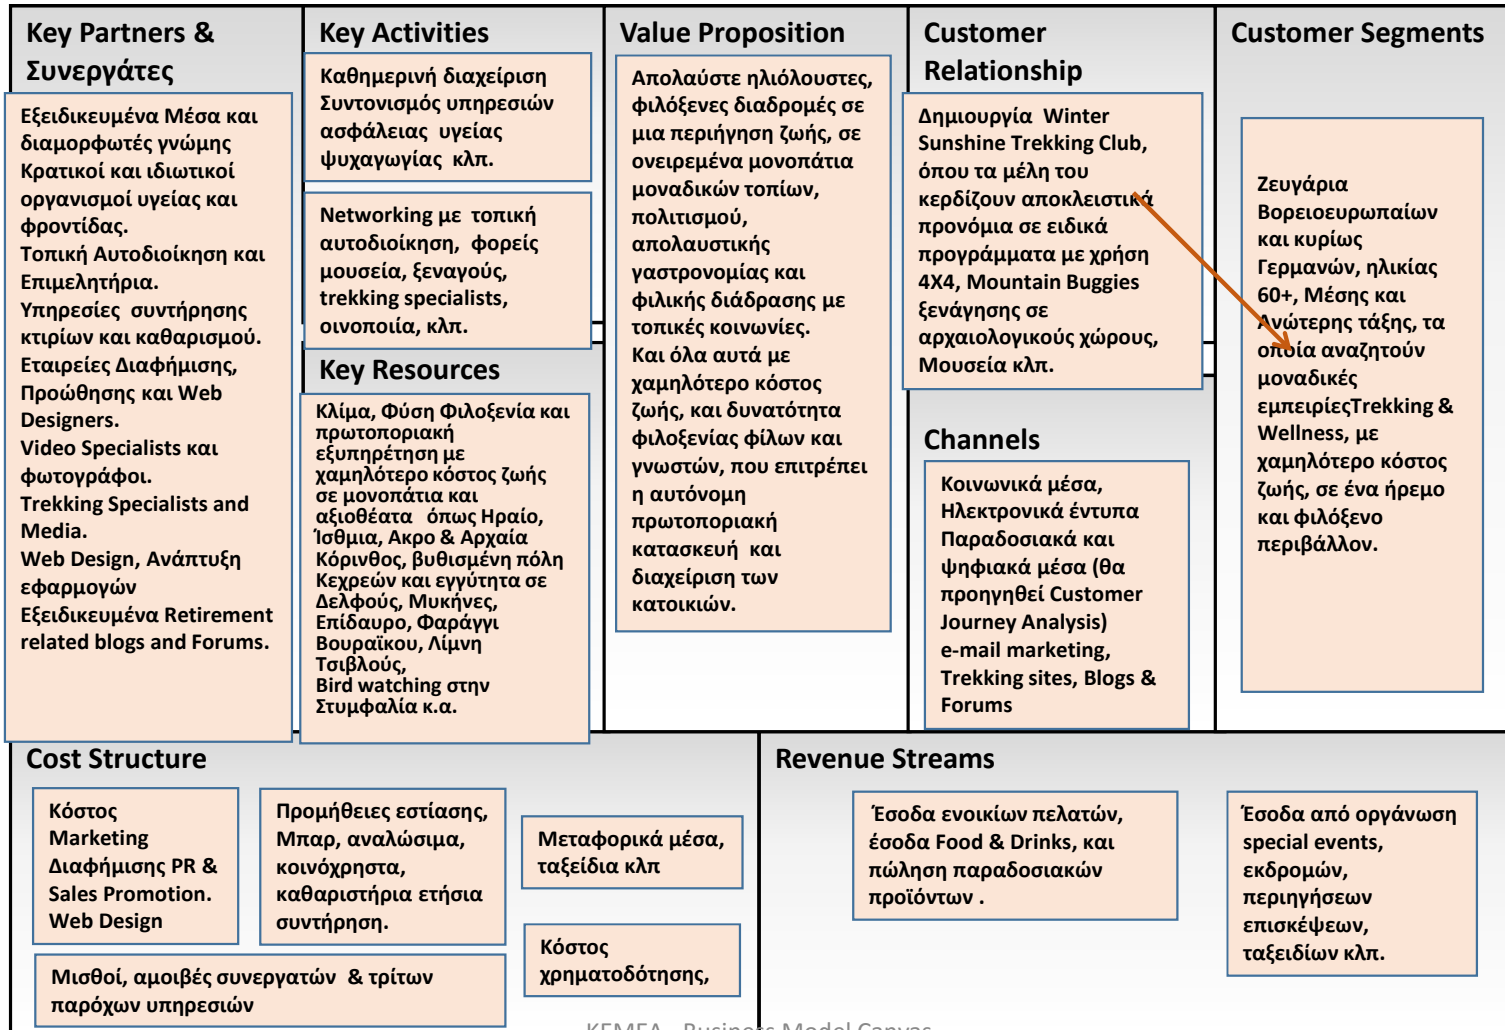 Key Partners &
Συνεργάτες
Εξειδικευμένα Μέσα και
διαμορφωτές γνώμης
Κρατικοί και ιδιωτικοί
οργανισμοί υγείας και
φροντίδας.
Τοπική Αυτοδιοίκηση και
Επιμελητήρια.
Υπηρεσίες συντήρησης
κτιρίων και καθαρισμού.
Εταιρείες Διαφήμισης,
Προώθησης και Web
Designers.
Video Specialists και
φωτογράφοι.
Trekking Specialists and
Media.
Web Design, Ανάπτυξη
εφαρμογών
Εξειδικευμένα Retirement
related blogs and Forums.
Key Activities
Καθημερινή διαχείριση
Συντονισμός υπηρεσιών
ασφάλειας υγείας
ψυχαγωγίας κλπ.
Networking με τοπική
αυτοδιοίκηση, φορείς
μουσεία, ξεναγούς,
trekking specialists,
οινοποιία, κλπ.
Key Resources
Κλίμα, Φύση Φιλοξενία και
πρωτοποριακή
εξυπηρέτηση με
χαμηλότερο κόστος ζωής
σε μονοπάτια και
αξιοθέατα όπως Ηραίο,
Ίσθμια, Ακρο & Αρχαία
Κόρινθος, βυθισμένη πόλη
Κεχρεών και εγγύτητα σε
Δελφούς, Μυκήνες,
Επίδαυρο, Φαράγγι
Βουραϊκου, Λίμνη
Τσιβλούς,
Bird watching στην
Στυμφαλία κ.α.
Value Proposition
Απολαύστε ηλιόλουστες,
φιλόξενες διαδρομές σε
μια περιήγηση ζωής, σε
ονειρεμένα μονοπάτια
μοναδικών τοπίων,
πολιτισμού,
απολαυστικής
γαστρονομίας και
φιλικής διάδρασης με
τοπικές κοινωνίες.
Και όλα αυτά με
χαμηλότερο κόστος
ζωής, και δυνατότητα
φιλοξενίας φίλων και
γνωστών, που επιτρέπει
η αυτόνομη
πρωτοποριακή
κατασκευή και
διαχείριση των
κατοικιών.
Customer
Relationship
Δημιουργία Winter
Sunshine Trekking Club,
όπου τα μέλη του
κερδίζουν αποκλειστικά
προνόμια σε ειδικά
προγράμματα με χρήση
4X4, Mountain Buggies
ξενάγησης σε
αρχαιολογικούς χώρους,
Μουσεία κλπ.
Channels
Κοινωνικά μέσα,
Ηλεκτρονικά έντυπα
Παραδοσιακά και
ψηφιακά μέσα (θα
προηγηθεί Customer
Journey Analysis)
e-mail marketing,
Trekking sites, Blogs &
Forums
Customer Segments
Ζευγάρια
Βορειοευρωπαίων
και κυρίως
Γερμανών, ηλικίας
60+, Μέσης και
Ανώτερης τάξης, τα
οποία αναζητούν
μοναδικές
εμπειρίεςTrekking &
Wellness, με
χαμηλότερο κόστος
ζωής, σε ένα ήρεμο
και φιλόξενο
περιβάλλον.
Cost Structure
Κόστος
Marketing
Διαφήμισης PR &
Sales Promotion.
Web Design
Προμήθειες εστίασης,
Μπαρ, αναλώσιμα,
κοινόχρηστα,
καθαριστήρια ετήσια
συντήρηση.
Μεταφορικά μέσα,
ταξείδια κλπ
Κόστος
χρηματοδότησης,
Μισθοί, αμοιβές συνεργατών & τρίτων
παρόχων υπηρεσιών
Revenue Streams
Έσοδα ενοικίων πελατών,
έσοδα Food & Drinks, και
πώληση παραδοσιακών
προϊόντων .
Έσοδα από οργάνωση
special events,
εκδρομών,
περιηγήσεων
επισκέψεων,
ταξειδίων κλπ.
Business Model Canvas